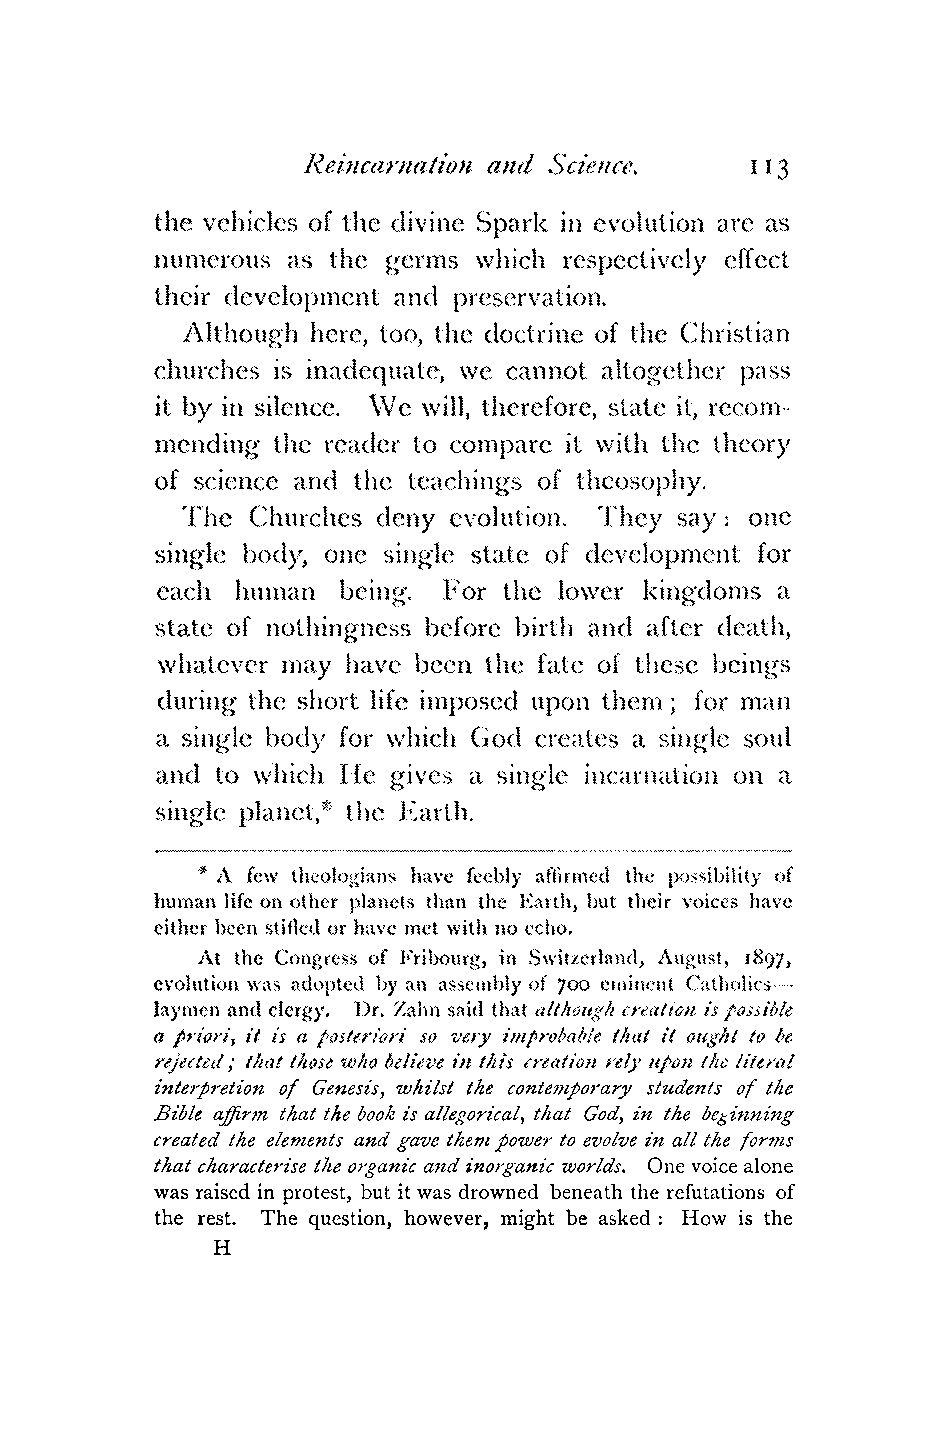 Reincarnation and Science. 113
the vehicles of the divine Spark in evolution are as
numerous as the germs which respectively effect
their development and preservation.
Although here, too, the doctrine of the Christian
churches is inadequate, we cannot altogether pass
it by in silence. We will, therefore, state it, recom-
mending the reader to compare it with the theory
of science and the teachings of theosophy.
The Churches deny evolution. They say: one
single body, one single state of development for
each human being. For the lower kingdoms a
state of nothingness before birth and after death,
whatever may have been the fate of these beings
during the short life imposed upon them; for man
a single body for which God creates a single soul
and to which He gives a single incarnation on a
single planet,* the Earth.
* A few theologians have feebly affirmed the possibility of
human life on other planets than the Earth, but their voices have
either been stifled or have met with no echo.
At the Congress of Fribourg, in Switzerland, August, 1897,
evolution was adopted by an assembly of 700 eminent Catholics—
laymen and clergy. Dr. Zahn said that although creation is possible
a priori, it is a posteriori so very improbable that it ought to be
rejected; that those who believe in this creation rely upon the literal
interpretion of Genesis, whilst the contemporary students of the
Bible affirm that the book is allegorical, that God, in the beginning
created the elements and gave them power to evolve in all the forms
that characterise the organic and inorganic worlds. One voice alone
was raised in protest, but it was drowned beneath the refutations of
the rest. The question, however, might be asked: How is the
H